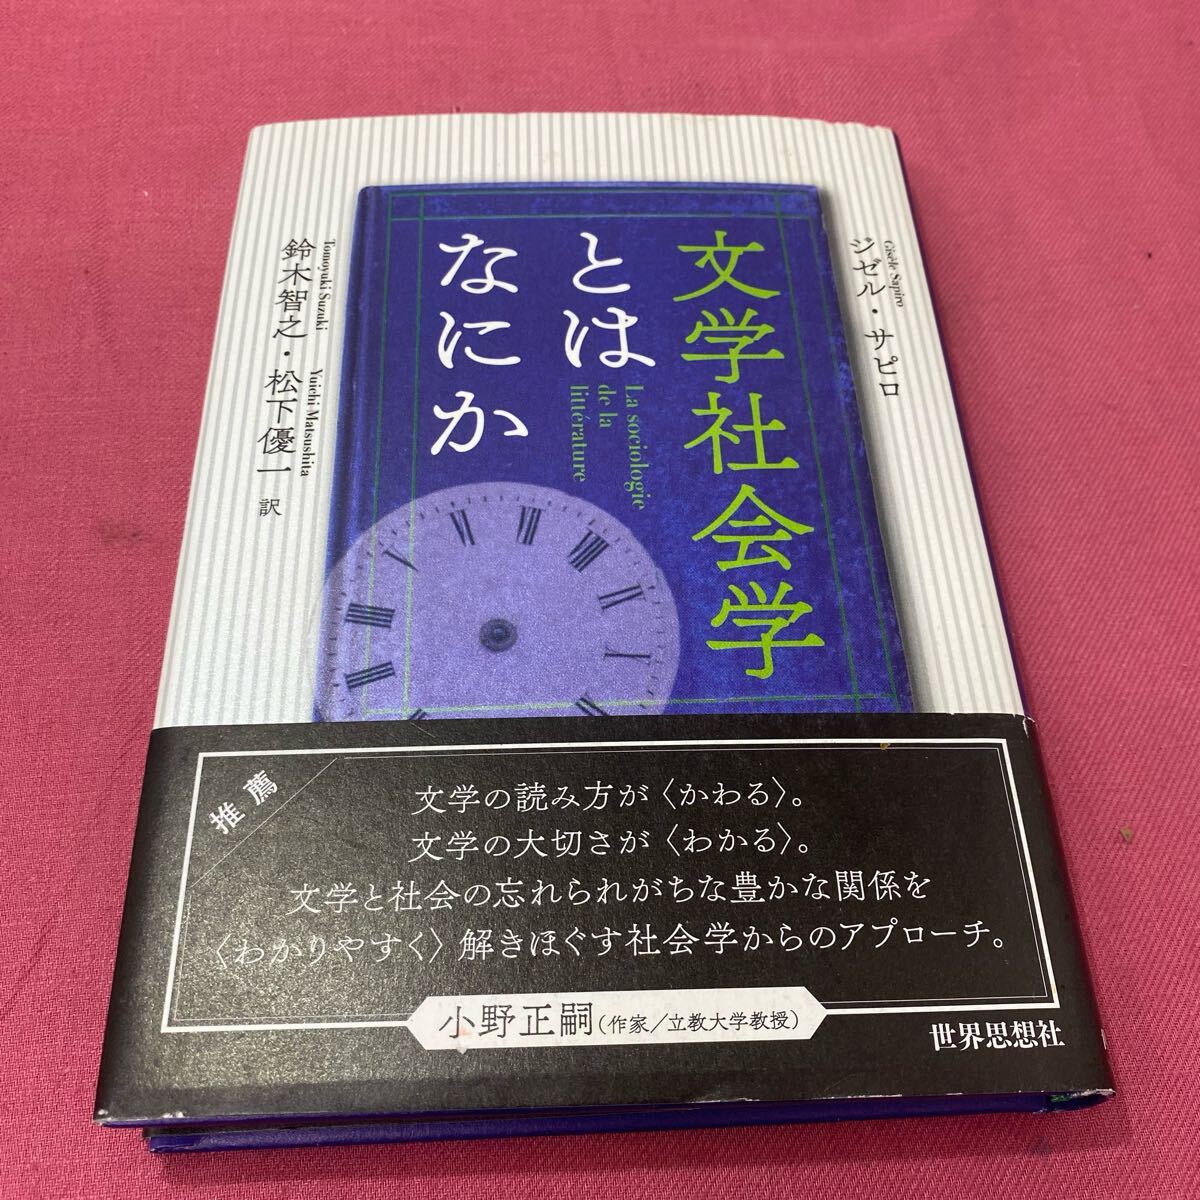 Gisèle Sapiro
ジゼル・サピロ
文学社会学
とは
なにか
La sociologie
de la
littérature
Tomoyuki Suzuki
Yuichi Matsushita
鈴木智之・松下優一 訳
推薦
文学の読み方が〈かわる〉。
文学の大切さが〈わかる〉。
文学と社会の忘れられがちな豊かな関係を
〈わかりやすく〉解きほぐす社会学からのアプローチ。
小野正嗣(作家/立教大学教授)
世界思想社